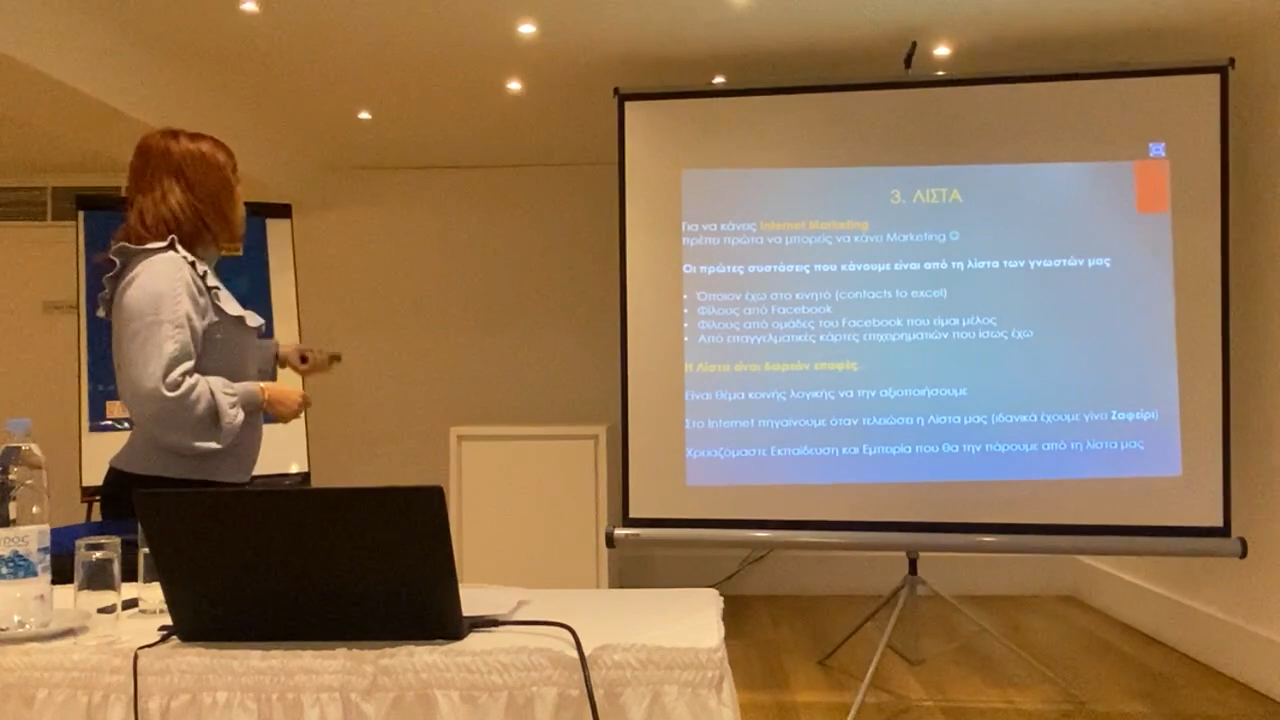 3. ΛΙΣΤΑ
Για να κάνεις Internet Marketing
πρέπει πρώτα να μπορείς να κάνω Marketing ☺
Οι πρώτες συστάσεις που κάνουμε είναι από τη λίστα των γνωστών μας
• Όποιον έχω στο κινητό (contacts to excel)
• Φίλους από Facebook
• Φίλους από ομάδες του Facebook που είμαι μέλος
• Από επαγγελματικές κάρτες επιχειρηματιών που ίσως έχω
Η Λίστα είναι δωρεάν επαφές
Είναι θέμα κοινής λογικής να την αξιοποιήσουμε
Στο Internet πηγαίνουμε όταν τελειώσει η Λίστα μας (ιδανικά έχουμε γίνει Ζαφείρι)
Χρειαζόμαστε Εκπαίδευση και Εμπειρία που θα την πάρουμε από τη λίστα μας